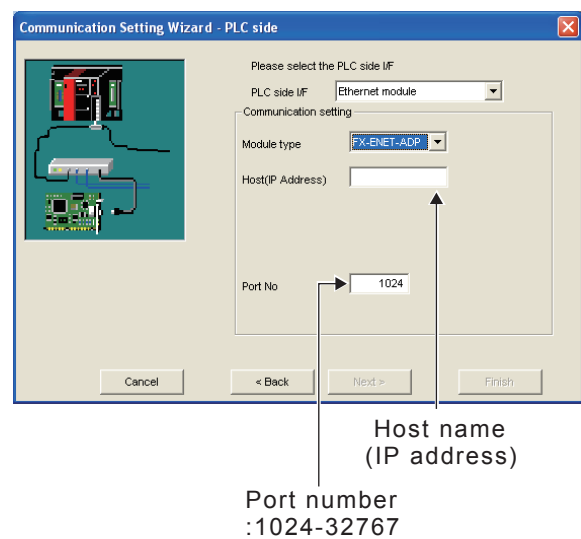 Communication Setting Wizard - PLC side
Please select the PLC side I/F
PLC side I/F Ethernet module
Communication setting
Module type FX-ENET-ADP
Host(IP Address)
Port No 1024
Cancel < Back Next > Finish
Host name
(IP address)
Port number
:1024-32767